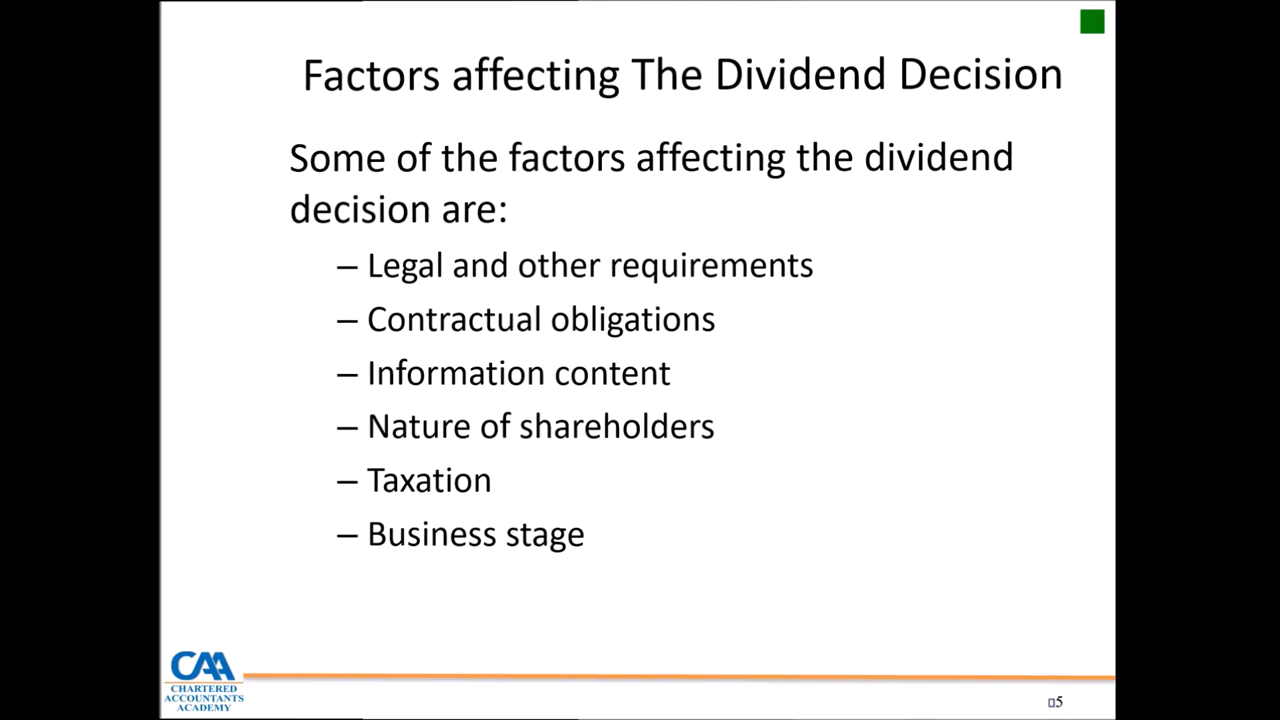 Factors affecting The Dividend Decision
Some of the factors affecting the dividend
decision are:
– Legal and other requirements
– Contractual obligations
– Information content
– Nature of shareholders
– Taxation
– Business stage
CAA
CHARTERED
ACCOUNTANTS
ACADEMY
5